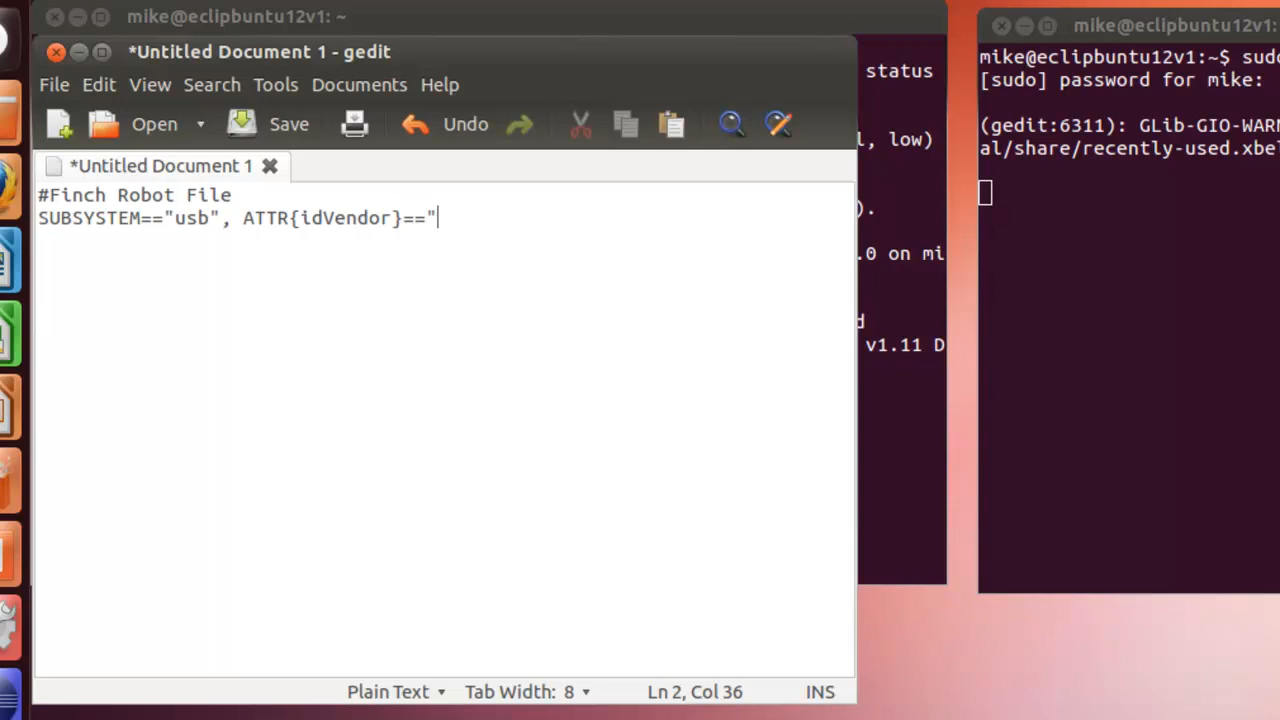 mike@eclipbuntu12v1: ~
*Untitled Document 1 - gedit
File Edit View Search Tools Documents Help
Open Save Undo
*Untitled Document 1
#Finch Robot File
SUBSYSTEM=="usb", ATTR{idVendor}=="
Plain Text Tab Width: 8 Ln 2, Col 36 INS
status
l, low)
).
.0 on mi
d
v1.11 D
mike@eclipbuntu12v1:
mike@eclipbuntu12v1:~$ sudo
[sudo] password for mike:
(gedit:6311): GLib-GIO-WARN
al/share/recently-used.xbel